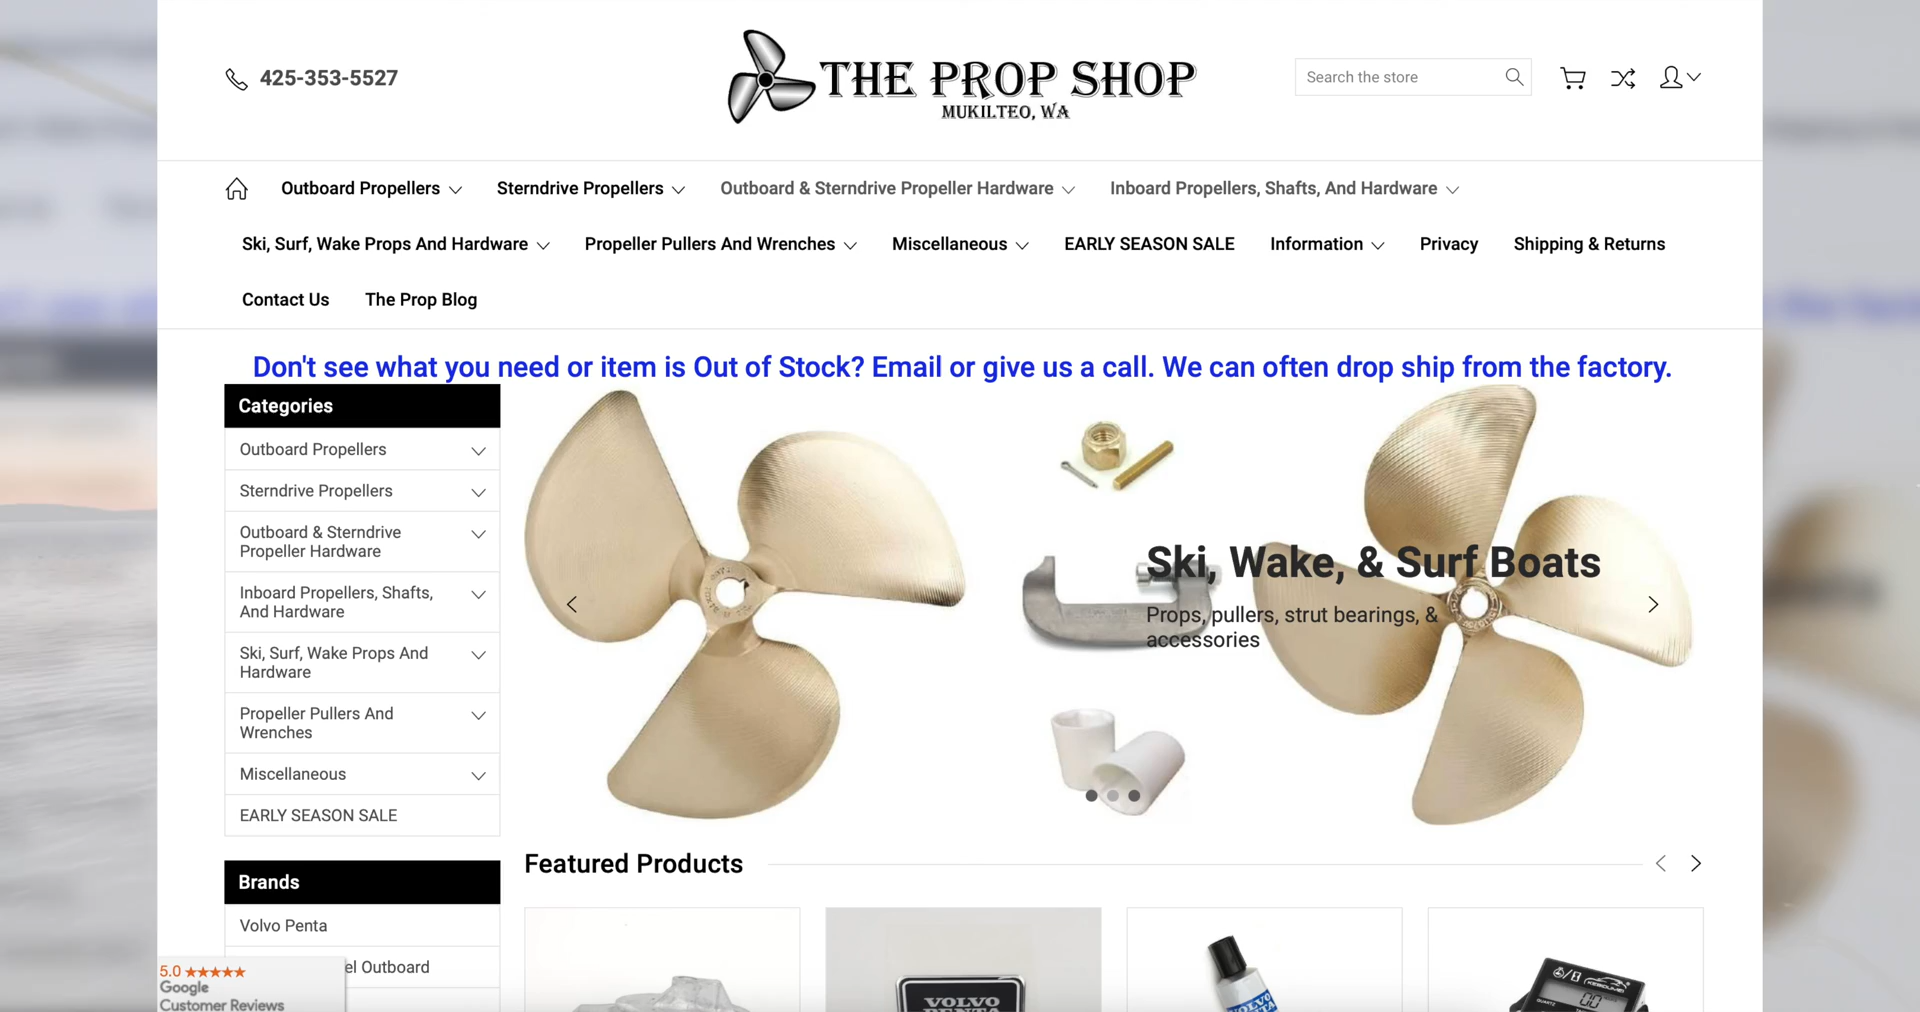 425-353-5527
THE PROP SHOP
MUKILTEO, WA
Search the store
Outboard Propellers
Sterndrive Propellers
Outboard & Sterndrive Propeller Hardware
Inboard Propellers, Shafts, And Hardware
Ski, Surf, Wake Props And Hardware
Propeller Pullers And Wrenches
Miscellaneous
EARLY SEASON SALE
Information
Privacy
Shipping & Returns
Contact Us
The Prop Blog
Don't see what you need or item is Out of Stock? Email or give us a call. We can often drop ship from the factory.
Categories
Outboard Propellers
Sterndrive Propellers
Outboard & Sterndrive
Propeller Hardware
Inboard Propellers, Shafts,
And Hardware
Ski, Surf, Wake Props And
Hardware
Propeller Pullers And
Wrenches
Miscellaneous
EARLY SEASON SALE
Ski, Wake, & Surf Boats
Props, pullers, strut bearings, &
accessories
Brands
Volvo Penta
el Outboard
5.0
Google
Customer Reviews
Featured Products
VOLVO
PENTA
VOLVO
PENTA
QUARTZ
00